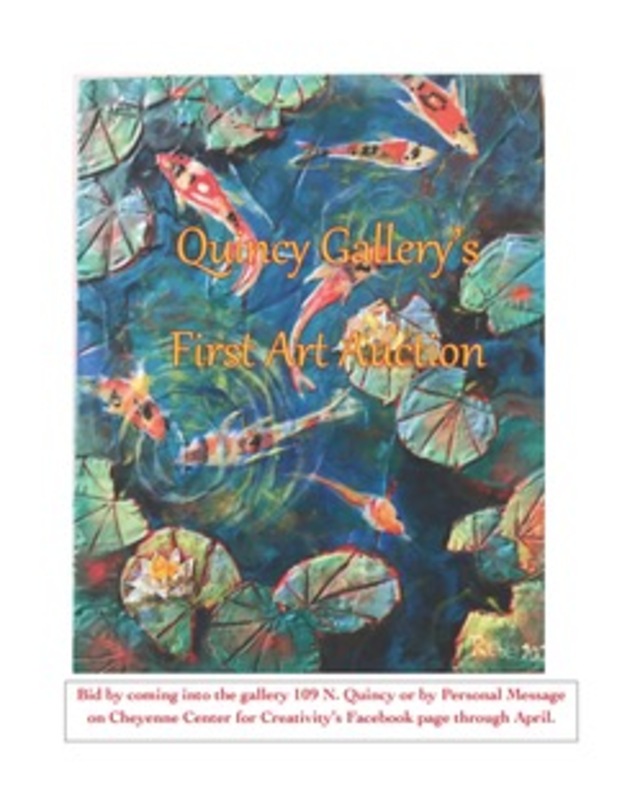 Quincy Gallery's
First Art Auction
Bid by coming into the gallery 109 N. Quincy or by Personal Message
on Cheyenne Center for Creativity's Facebook page through April.